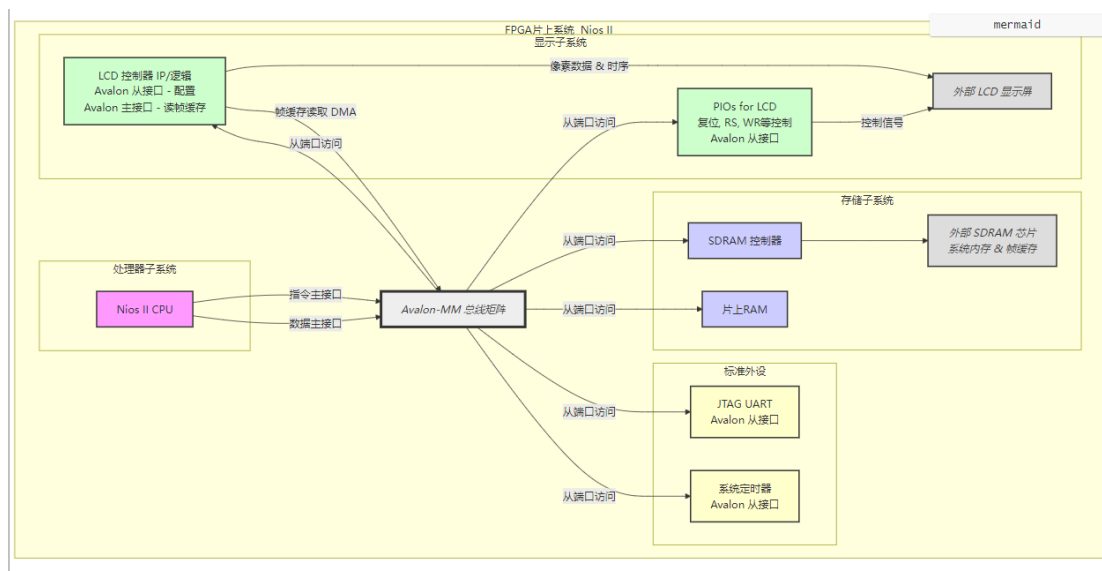 mermaid
FPGA片上系统 Nios II
显示子系统
LCD 控制器 IP/逻辑
Avalon 从接口 - 配置
Avalon 主接口 - 读帧缓存
像素数据 & 时序
外部 LCD 显示屏
帧缓存读取 DMA
从端口访问
从端口访问
PIOs for LCD
复位, RS, WR等控制
Avalon 从接口
控制信号
存储子系统
从端口访问
SDRAM 控制器
外部 SDRAM 芯片
系统内存 & 帧缓存
处理器子系统
Nios II CPU
指令主接口
数据主接口
Avalon-MM 总线矩阵
从端口访问
片上RAM
标准外设
从端口访问
JTAG UART
Avalon 从接口
从端口访问
系统定时器
Avalon 从接口